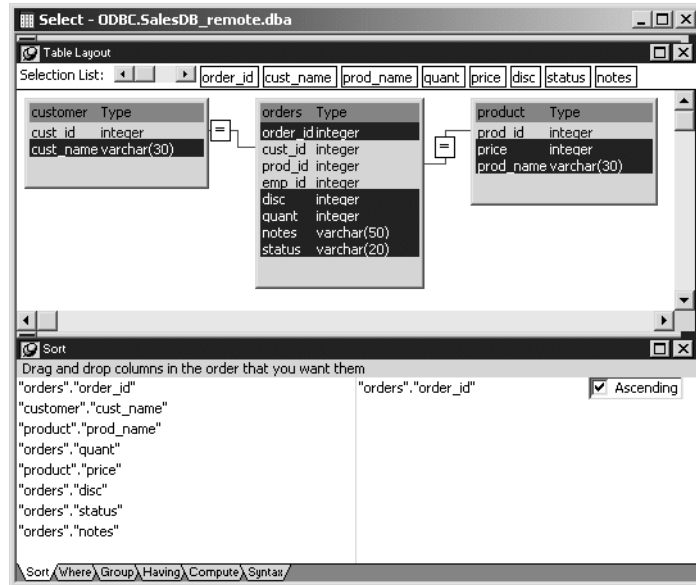 Select - ODBC.SalesDB_remote.dba
Table Layout
Selection List: order_id cust_name prod_name quant price disc status notes
customer Type
cust_id integer
cust_name varchar(30)
=
orders Type
order_id integer
cust_id integer
prod_id integer
emp_id integer
disc integer
quant integer
notes varchar(50)
status varchar(20)
=
product Type
prod_id integer
price integer
prod_name varchar(30)
Sort
Drag and drop columns in the order that you want them
"orders"."order_id" "orders"."order_id" Ascending
"customer"."cust_name"
"product"."prod_name"
"orders"."quant"
"product"."price"
"orders"."disc"
"orders"."status"
"orders"."notes"
Sort Where Group Having Compute Syntax